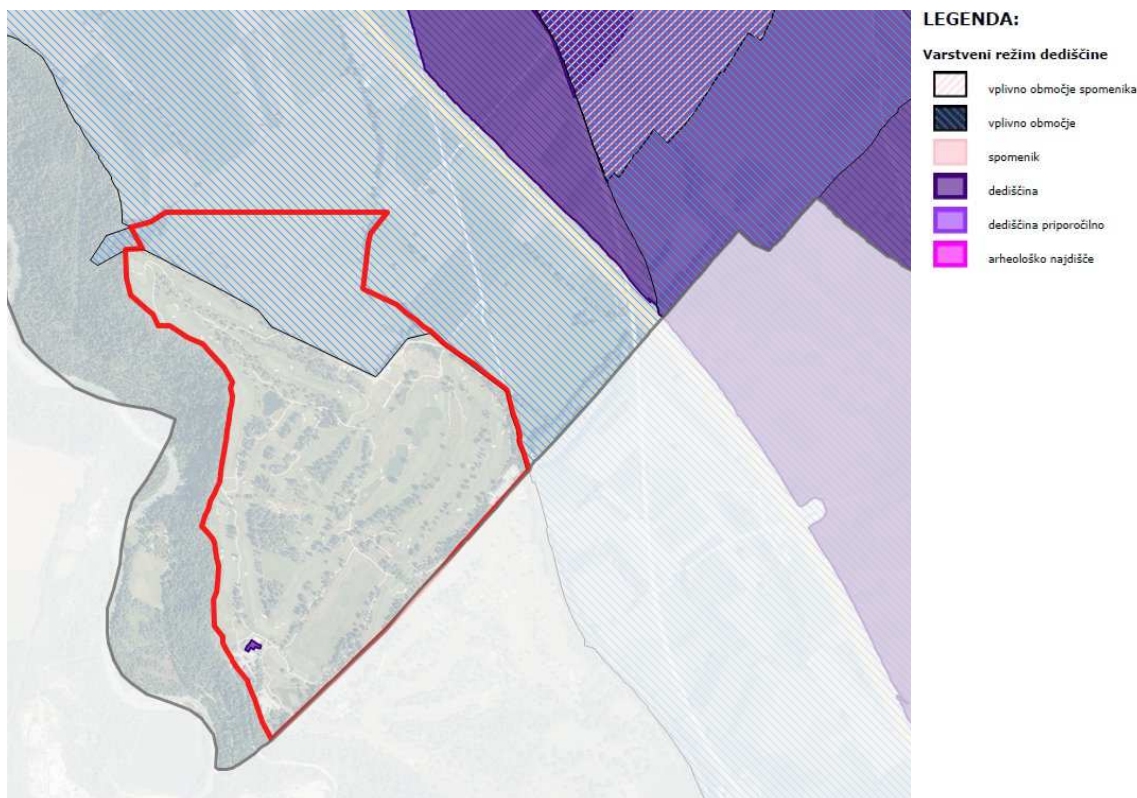 LEGENDA:
Varstveni režim dediščine
vplivno območje spomenika
vplivno območje
spomenik
dediščina
dediščina priporočilno
arheološko najdišče